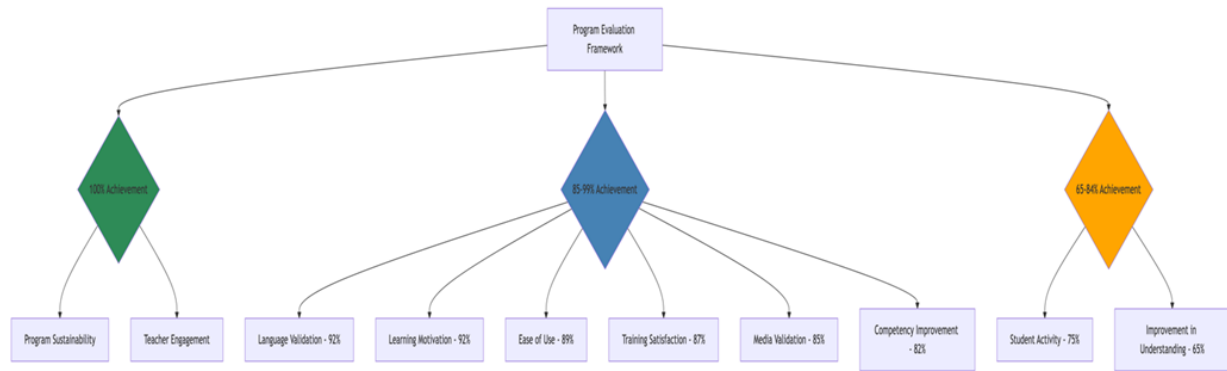 Program Evaluation
Framework
100% Achievement
85-99% Achievement
65-84% Achievement
Program Sustainability
Teacher Engagement
Language Validation - 92%
Learning Motivation - 92%
Ease of Use - 89%
Training Satisfaction - 87%
Media Validation - 85%
Competency Improvement
- 82%
Student Activity - 75%
Improvement in
Understanding - 65%